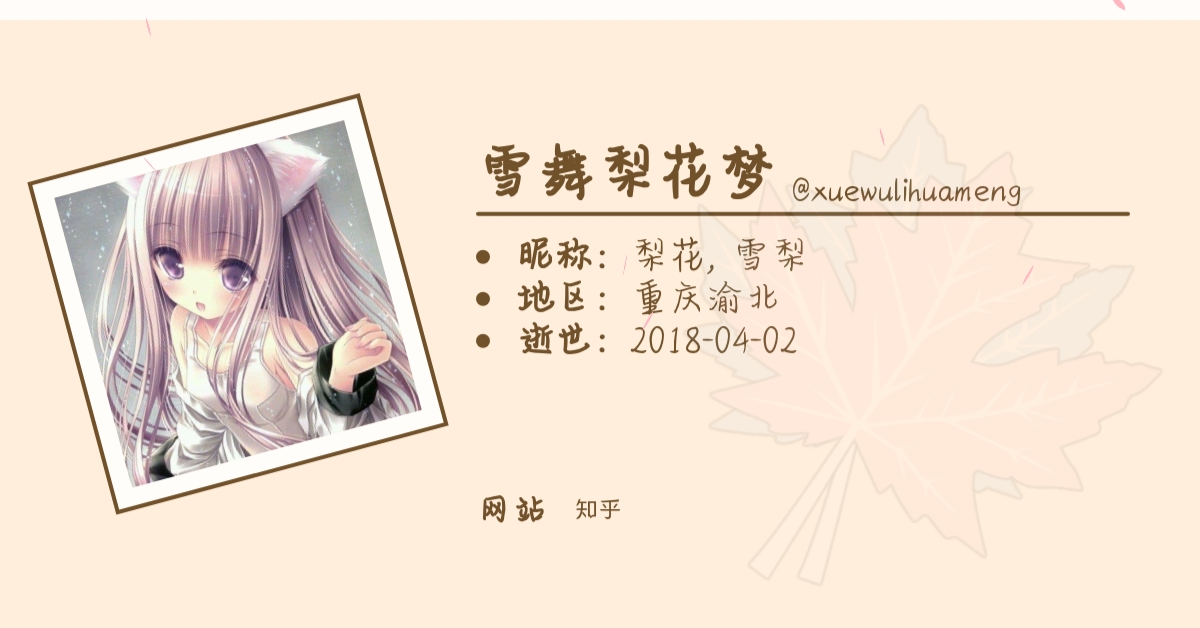 雪舞梨花梦 @xuewulihuameng
昵称：梨花, 雪梨
地区：重庆渝北
逝世：2018-04-02
网站 知乎